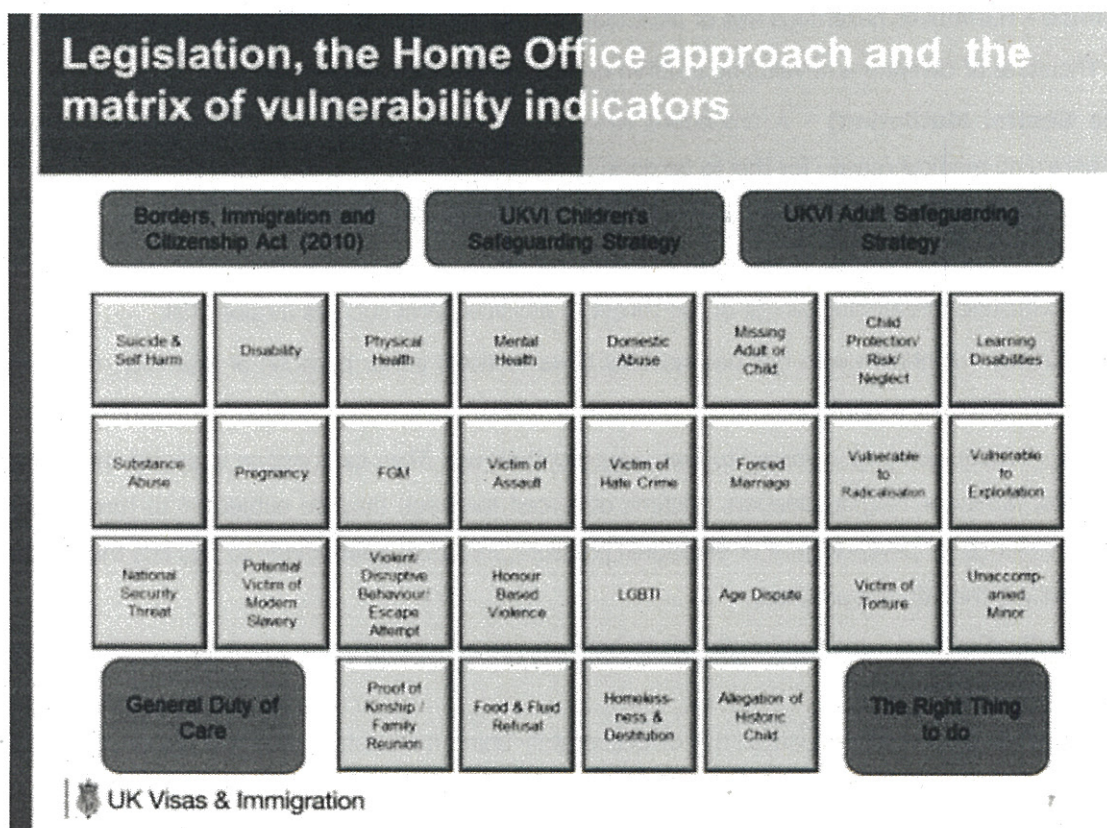 Legislation, the Home Office approach and the
matrix of vulnerability indicators
Borders, Immigration and
Citizenship Act (2010)
UKVI Children's
Safeguarding Strategy
UKVI Adult Safeguarding
Strategy
Suicide &
Self Harm
Disability
Physical
Health
Mental
Health
Domestic
Abuse
Missing
Adult or
Child
Child
Protection/
Risk/
Neglect
Learning
Disabilities
Substance
Abuse
Pregnancy
FGM
Victim of
Assault
Victim of
Hate Crime
Forced
Marriage
Vulnerable
to
Radicalisation
Vulnerable
to
Exploitation
National
Security
Threat
Potential
Victim of
Modern
Slavery
Violent/
Disruptive
Behaviour/
Escape
Attempt
Honour
Based
Violence
LGBTI
Age Dispute
Victim of
Torture
Unaccomp-
anied
Minor
General Duty of
Care
Proof of
Kinship /
Family
Reunion
Food & Fluid
Refusal
Homeless-
ness &
Destitution
Allegation of
Historic
Child
The Right Thing
to do
UK Visas & Immigration
7